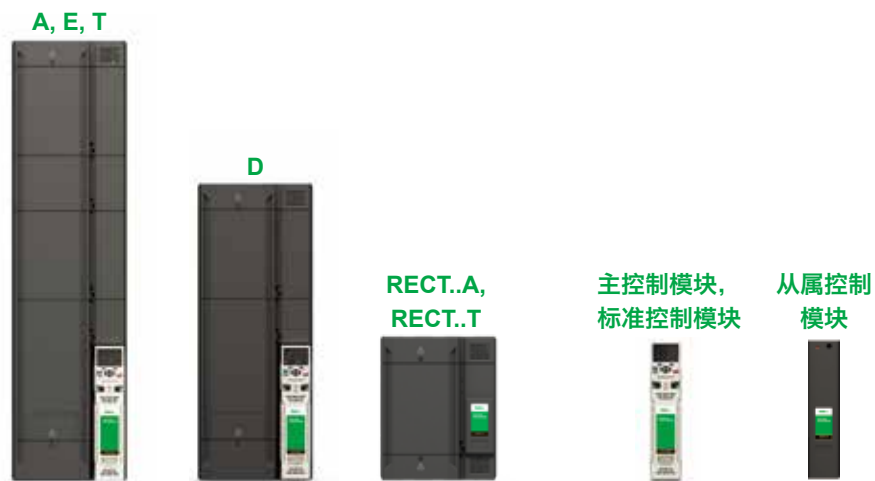 A, E, T
D
RECT..A,
RECT..T
主控制模块,
标准控制模块
从属控制
模块